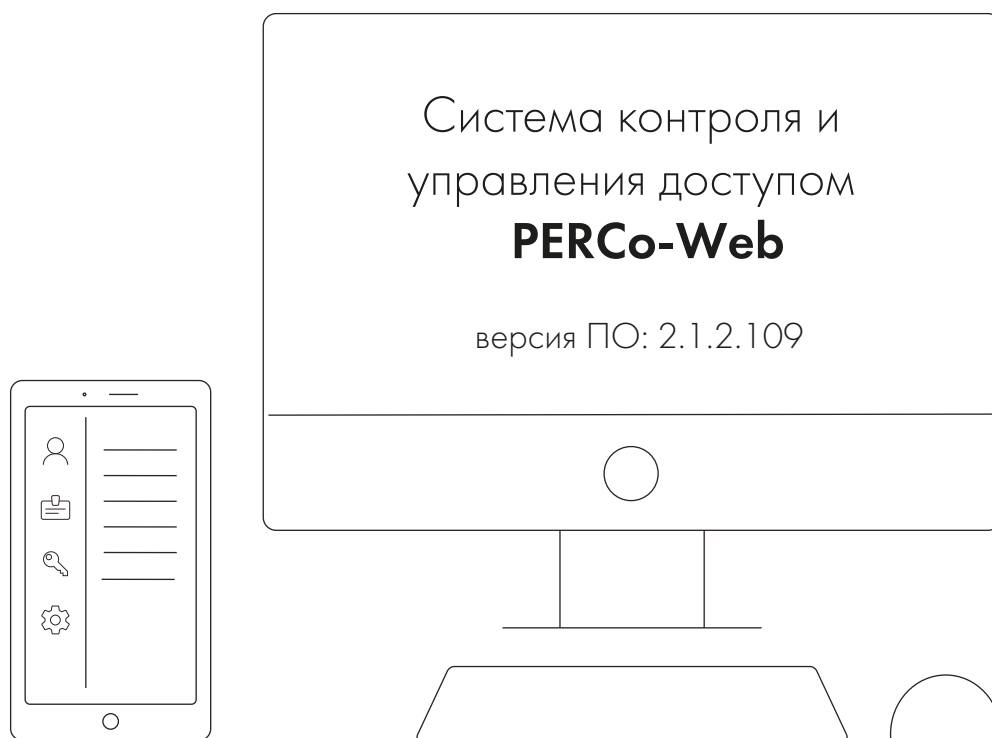 Система контроля и
управления доступом
PERCo-Web
версия ПО: 2.1.2.109